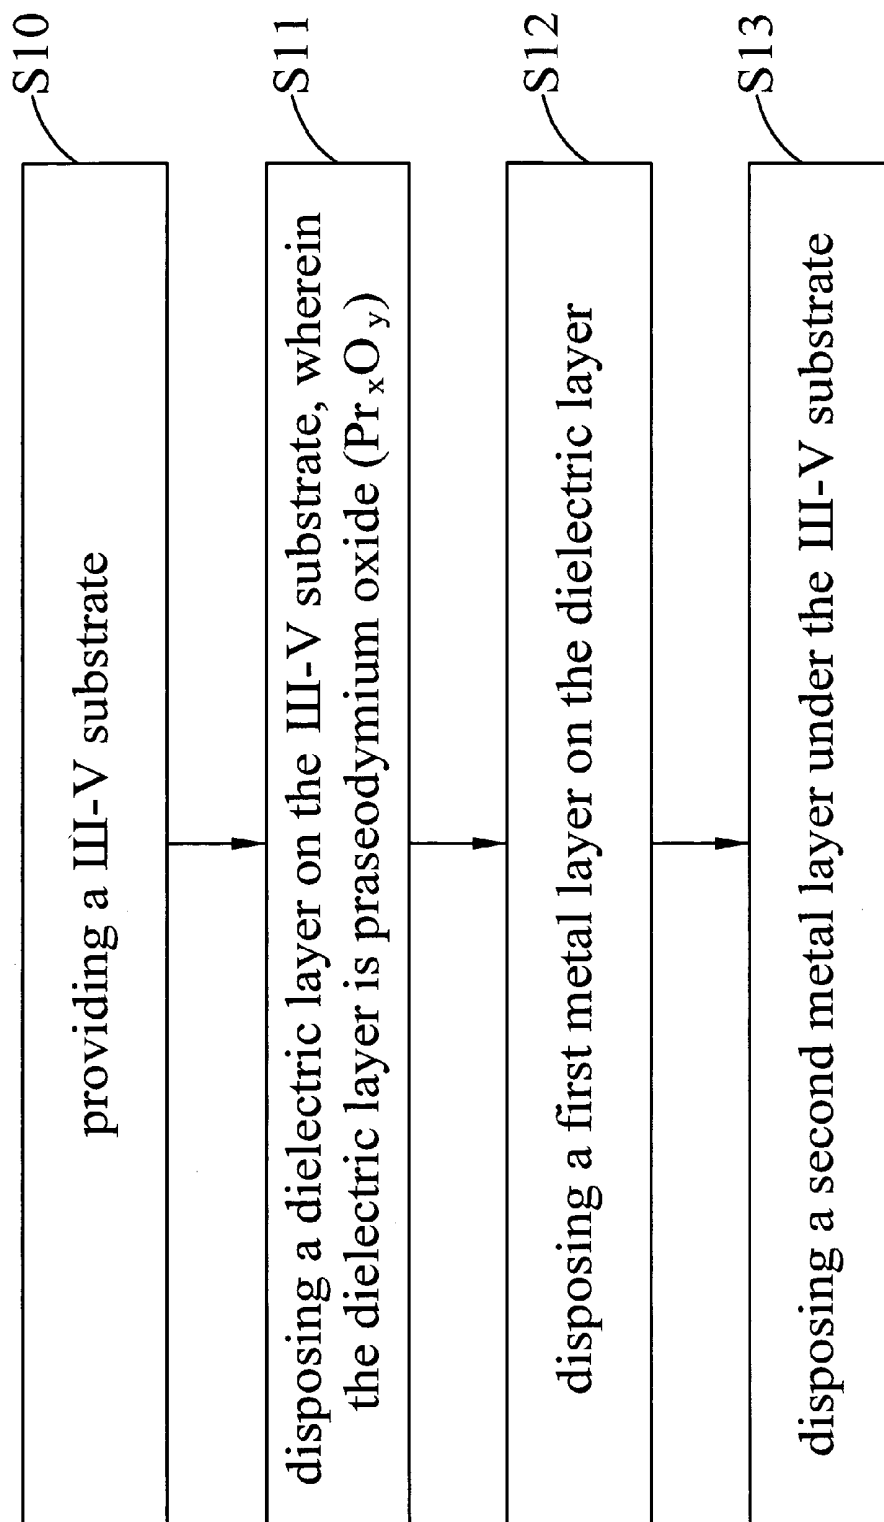 providing a III-V substrate
S10
disposing a dielectric layer on the III-V substrate, wherein
the dielectric layer is praseodymium oxide (PrₓOᵧ)
S11
disposing a first metal layer on the dielectric layer
S12
disposing a second metal layer under the III-V substrate
S13